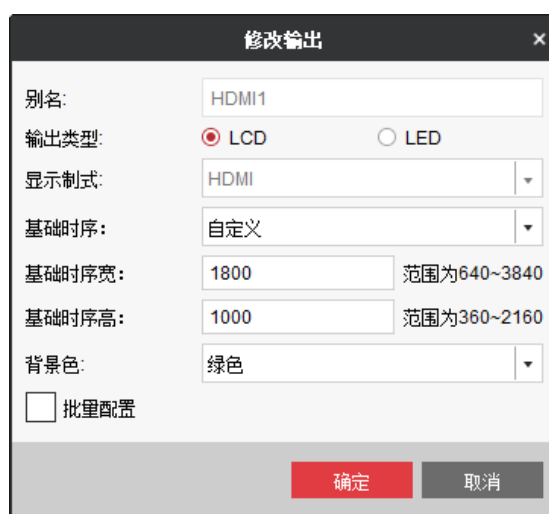 修改输出 ×
别名: HDMI1
输出类型: LCD LED
显示制式: HDMI
基础时序： 自定义
基础时序宽： 1800 范围为640~3840
基础时序高： 1000 范围为360~2160
背景色: 绿色
批里配置
确定 取消